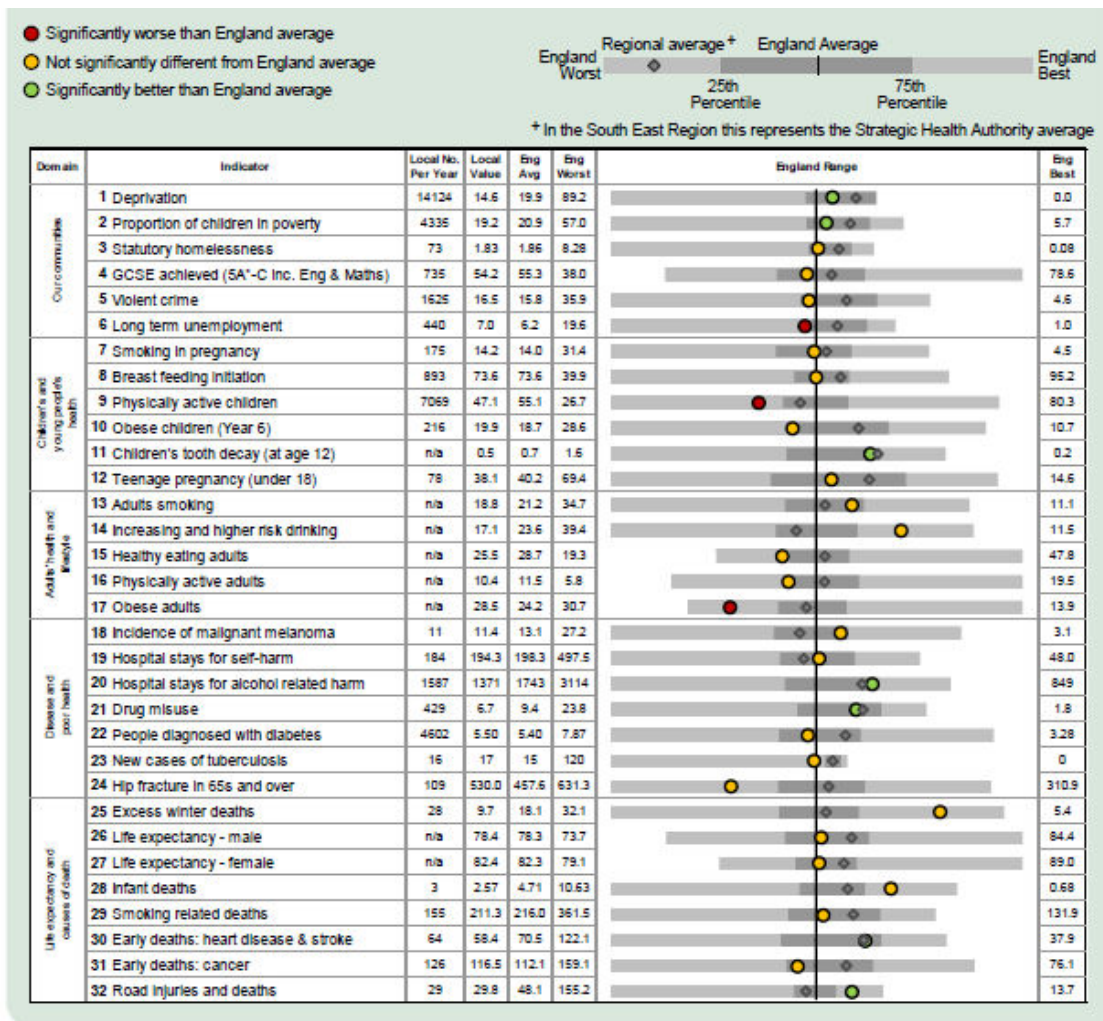 Significantly worse than England average
Not significantly different from England average
Significantly better than England average
England Worst
Regional average+
England Average
England Best
25th Percentile
75th Percentile
+ In the South East Region this represents the Strategic Health Authority average
Domain Indicator Local No. Per Year Local Value Eng Avg Eng Worst England Range Eng Best
Our communities
1 Deprivation 14124 14.6 19.9 89.2 0.0
2 Proportion of children in poverty 4335 19.2 20.9 57.0 5.7
3 Statutory homelessness 73 1.83 1.86 8.28 0.08
4 GCSE achieved (5A*-C inc. Eng & Maths) 735 54.2 55.3 38.0 78.6
5 Violent crime 1625 16.5 15.8 35.9 4.6
6 Long term unemployment 440 7.0 6.2 19.6 1.0
Children's and young people's health
7 Smoking in pregnancy 175 14.2 14.0 31.4 4.5
8 Breast feeding initiation 893 73.6 73.6 39.9 95.2
9 Physically active children 7069 47.1 55.1 26.7 80.3
10 Obese children (Year 6) 216 19.9 18.7 28.6 10.7
11 Children's tooth decay (at age 12) n/a 0.5 0.7 1.6 0.2
12 Teenage pregnancy (under 18) 78 38.1 40.2 69.4 14.6
Adults' health and lifestyle
13 Adults smoking n/a 18.8 21.2 34.7 11.1
14 Increasing and higher risk drinking n/a 17.1 23.6 39.4 11.5
15 Healthy eating adults n/a 25.5 28.7 19.3 47.8
16 Physically active adults n/a 10.4 11.5 5.8 19.5
17 Obese adults n/a 28.5 24.2 30.7 13.9
Disease and poor health
18 Incidence of malignant melanoma 11 11.4 13.1 27.2 3.1
19 Hospital stays for self-harm 184 194.3 198.3 497.5 48.0
20 Hospital stays for alcohol related harm 1587 1371 1743 3114 849
21 Drug misuse 429 6.7 9.4 23.8 1.8
22 People diagnosed with diabetes 4602 5.50 5.40 7.87 3.28
23 New cases of tuberculosis 16 17 15 120 0
24 Hip fracture in 65s and over 109 530.0 457.6 631.3 310.9
Life expectancy and causes of death
25 Excess winter deaths 28 9.7 18.1 32.1 5.4
26 Life expectancy - male n/a 78.4 78.3 73.7 84.4
27 Life expectancy - female n/a 82.4 82.3 79.1 89.0
28 Infant deaths 3 2.57 4.71 10.63 0.68
29 Smoking related deaths 155 211.3 216.0 361.5 131.9
30 Early deaths: heart disease & stroke 64 58.4 70.5 122.1 37.9
31 Early deaths: cancer 126 116.5 112.1 159.1 76.1
32 Road injuries and deaths 29 29.8 48.1 155.2 13.7